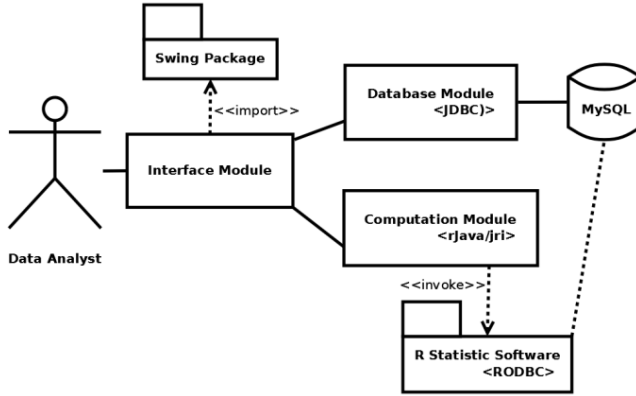 Swing Package
<<import>>
Database Module
<JDBC)>
MySQL
Interface Module
Data Analyst
Computation Module
<rJava/jri>
<<invoke>>
R Statistic Software
<RODBC>